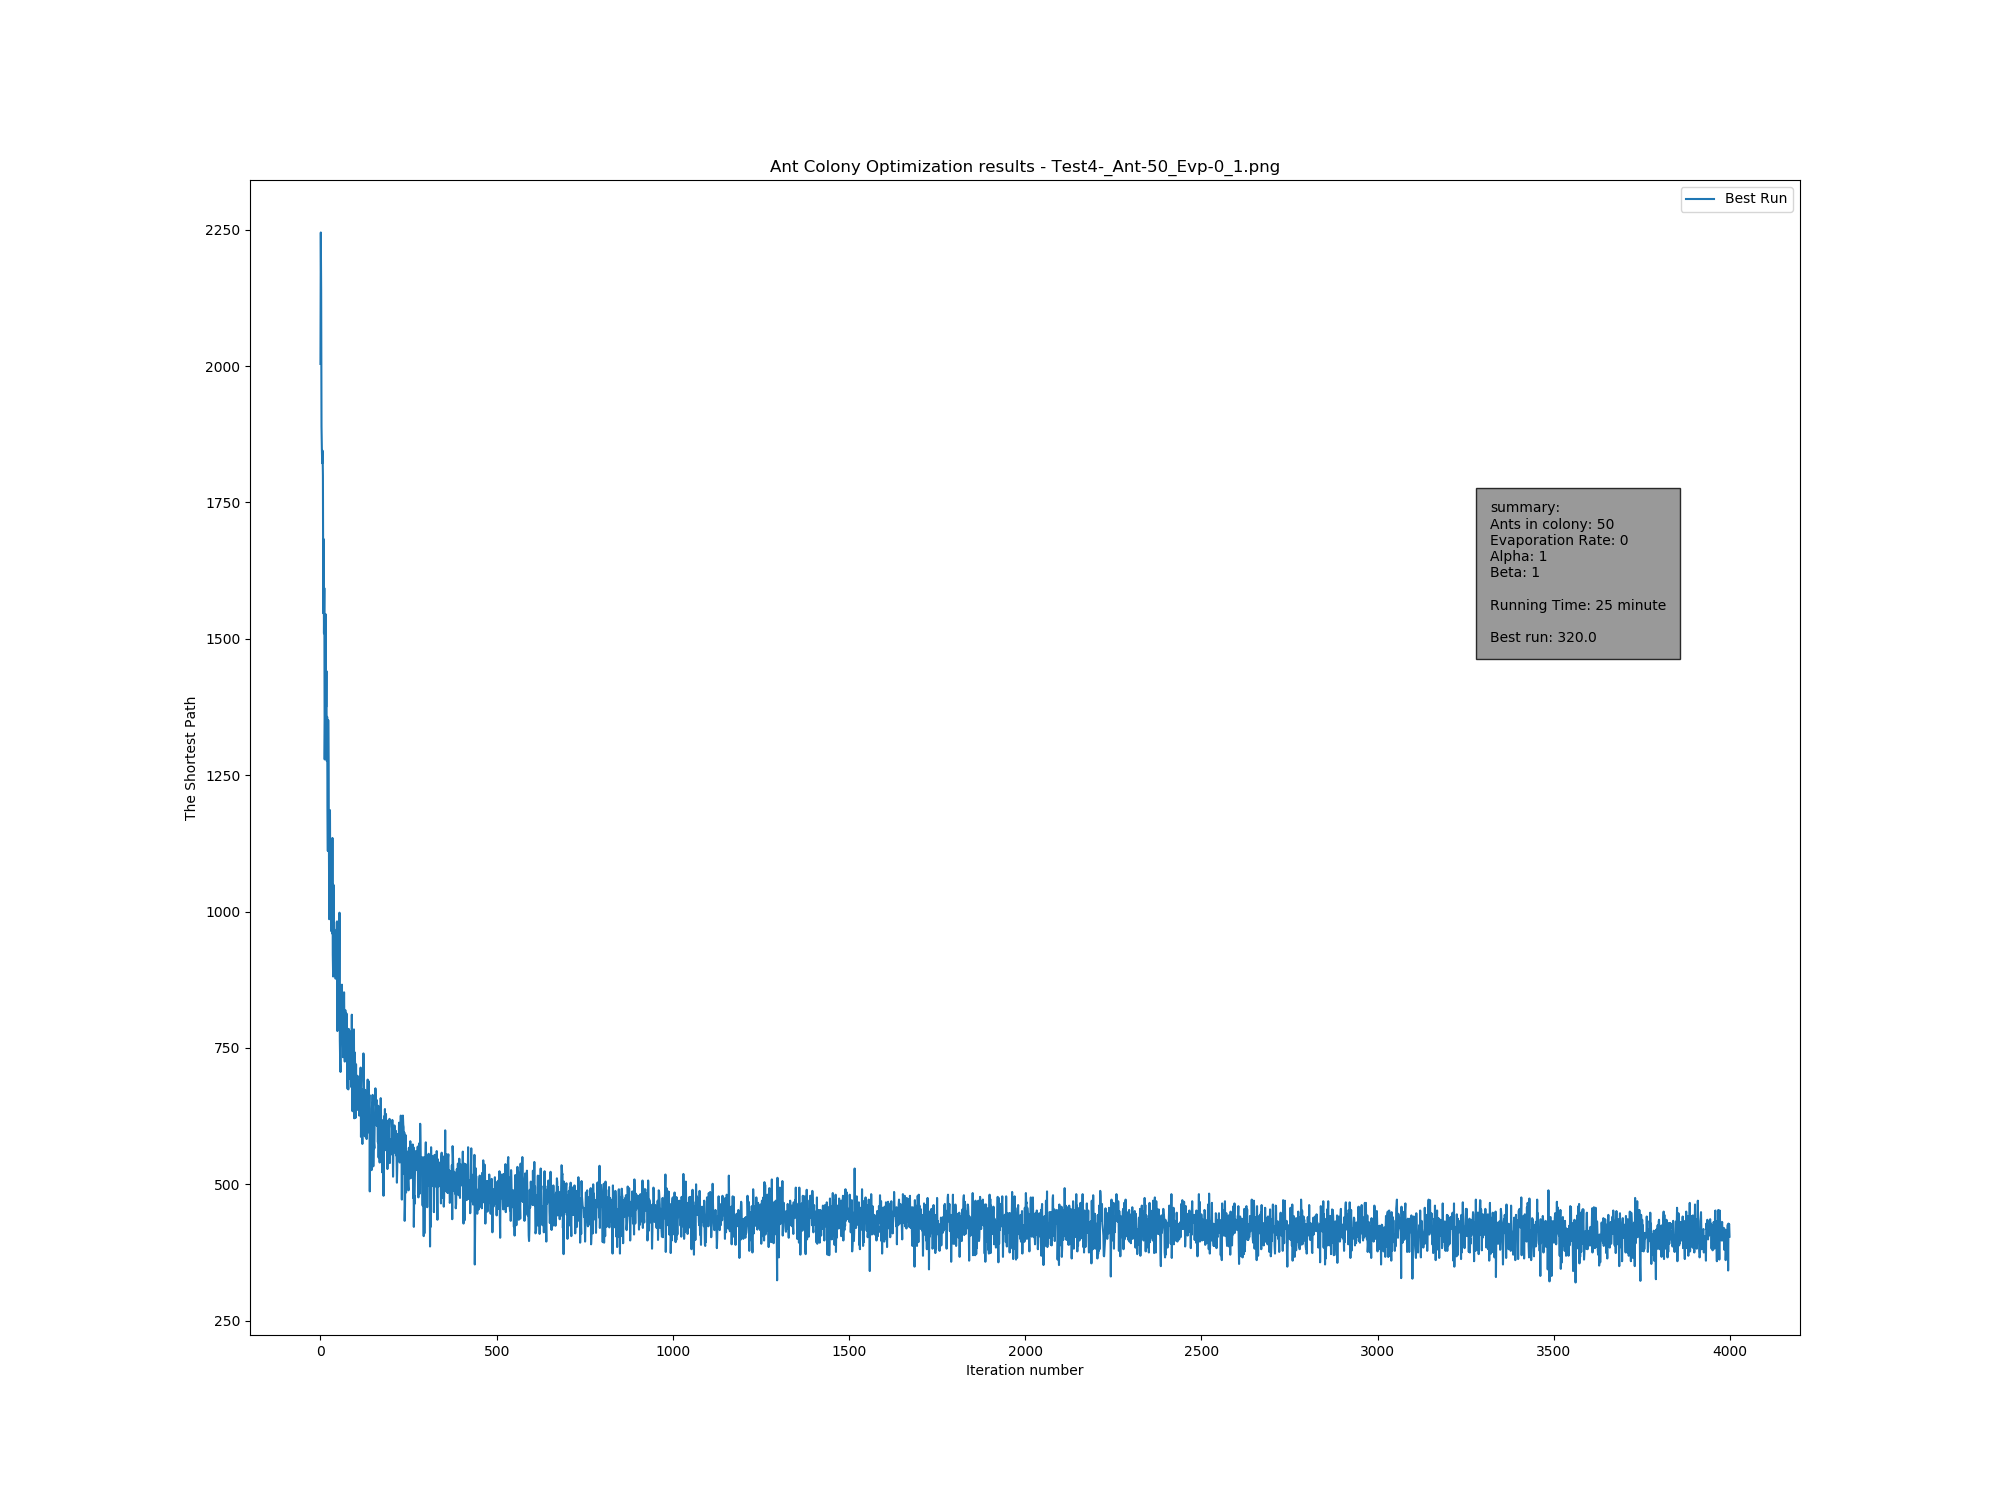 Ant Colony Optimization results - Test4-_Ant-50_Evp-0_1.png
Best Run
2250
2000
1750
1500
1250
1000
750
500
250
The Shortest Path
summary:
Ants in colony: 50
Evaporation Rate: 0
Alpha: 1
Beta: 1
Running Time: 25 minute
Best run: 320.0
0 500 1000 1500 2000 2500 3000 3500 4000
Iteration number